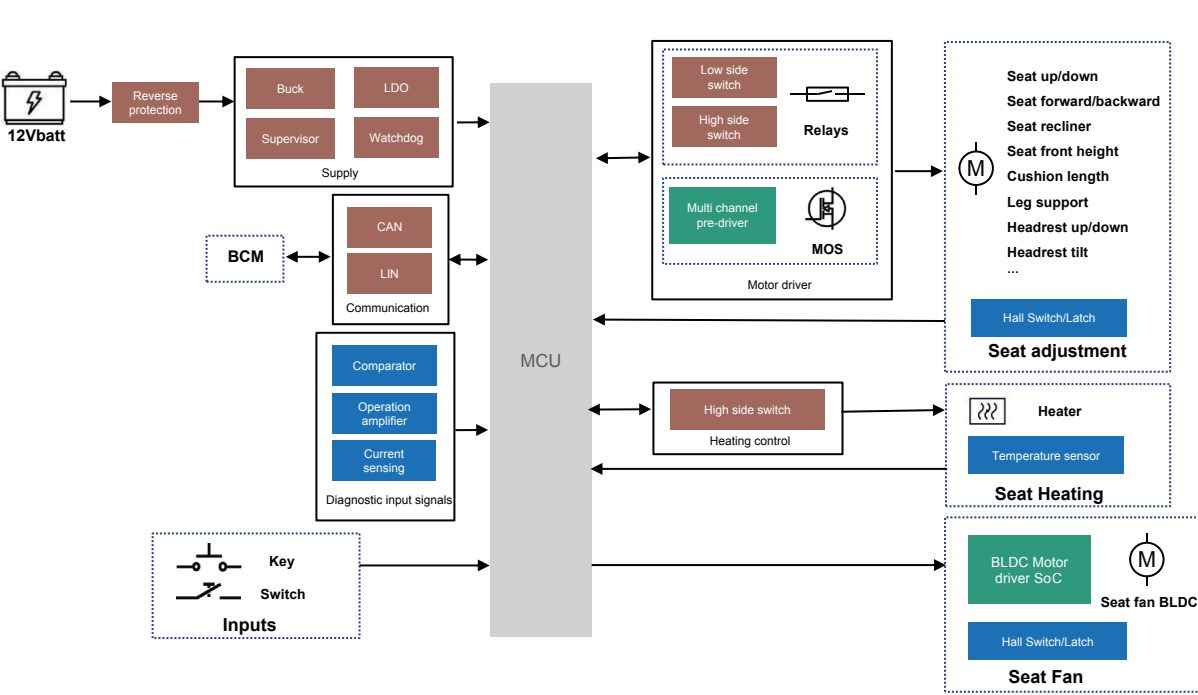 12Vbatt
Reverse
protection
Buck
LDO
Supervisor
Watchdog
Supply
BCM
CAN
LIN
Communication
Comparator
Operation
amplifier
Current
sensing
Diagnostic input signals
Key
Switch
Inputs
MCU
Low side
switch
High side
switch
Relays
Multi channel
pre-driver
MOS
Motor driver
High side switch
Heating control
M
Seat up/down
Seat forward/backward
Seat recliner
Seat front height
Cushion length
Leg support
Headrest up/down
Headrest tilt
...
Hall Switch/Latch
Seat adjustment
Heater
Temperature sensor
Seat Heating
BLDC Motor
driver SoC
M
Seat fan BLDC
Hall Switch/Latch
Seat Fan